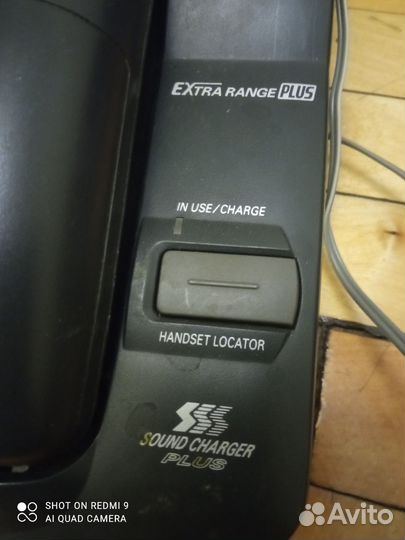 EXTRA RANGE PLUS
IN USE/CHARGE
HANDSET LOCATOR
SSS
SOUND CHARGER
PLUS
SHOT ON REDMI 9
AI QUAD CAMERA
Avito